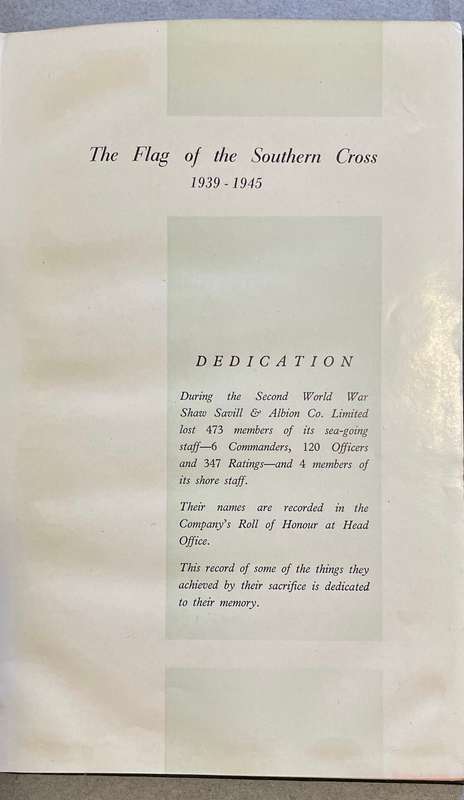 The Flag of the Southern Cross
1939 - 1945
DEDICATION
During the Second World War
Shaw Savill & Albion Co. Limited
lost 473 members of its sea-going
staff—6 Commanders, 120 Officers
and 347 Ratings—and 4 members of
its shore staff.
Their names are recorded in the
Company's Roll of Honour at Head
Office.
This record of some of the things they
achieved by their sacrifice is dedicated
to their memory.